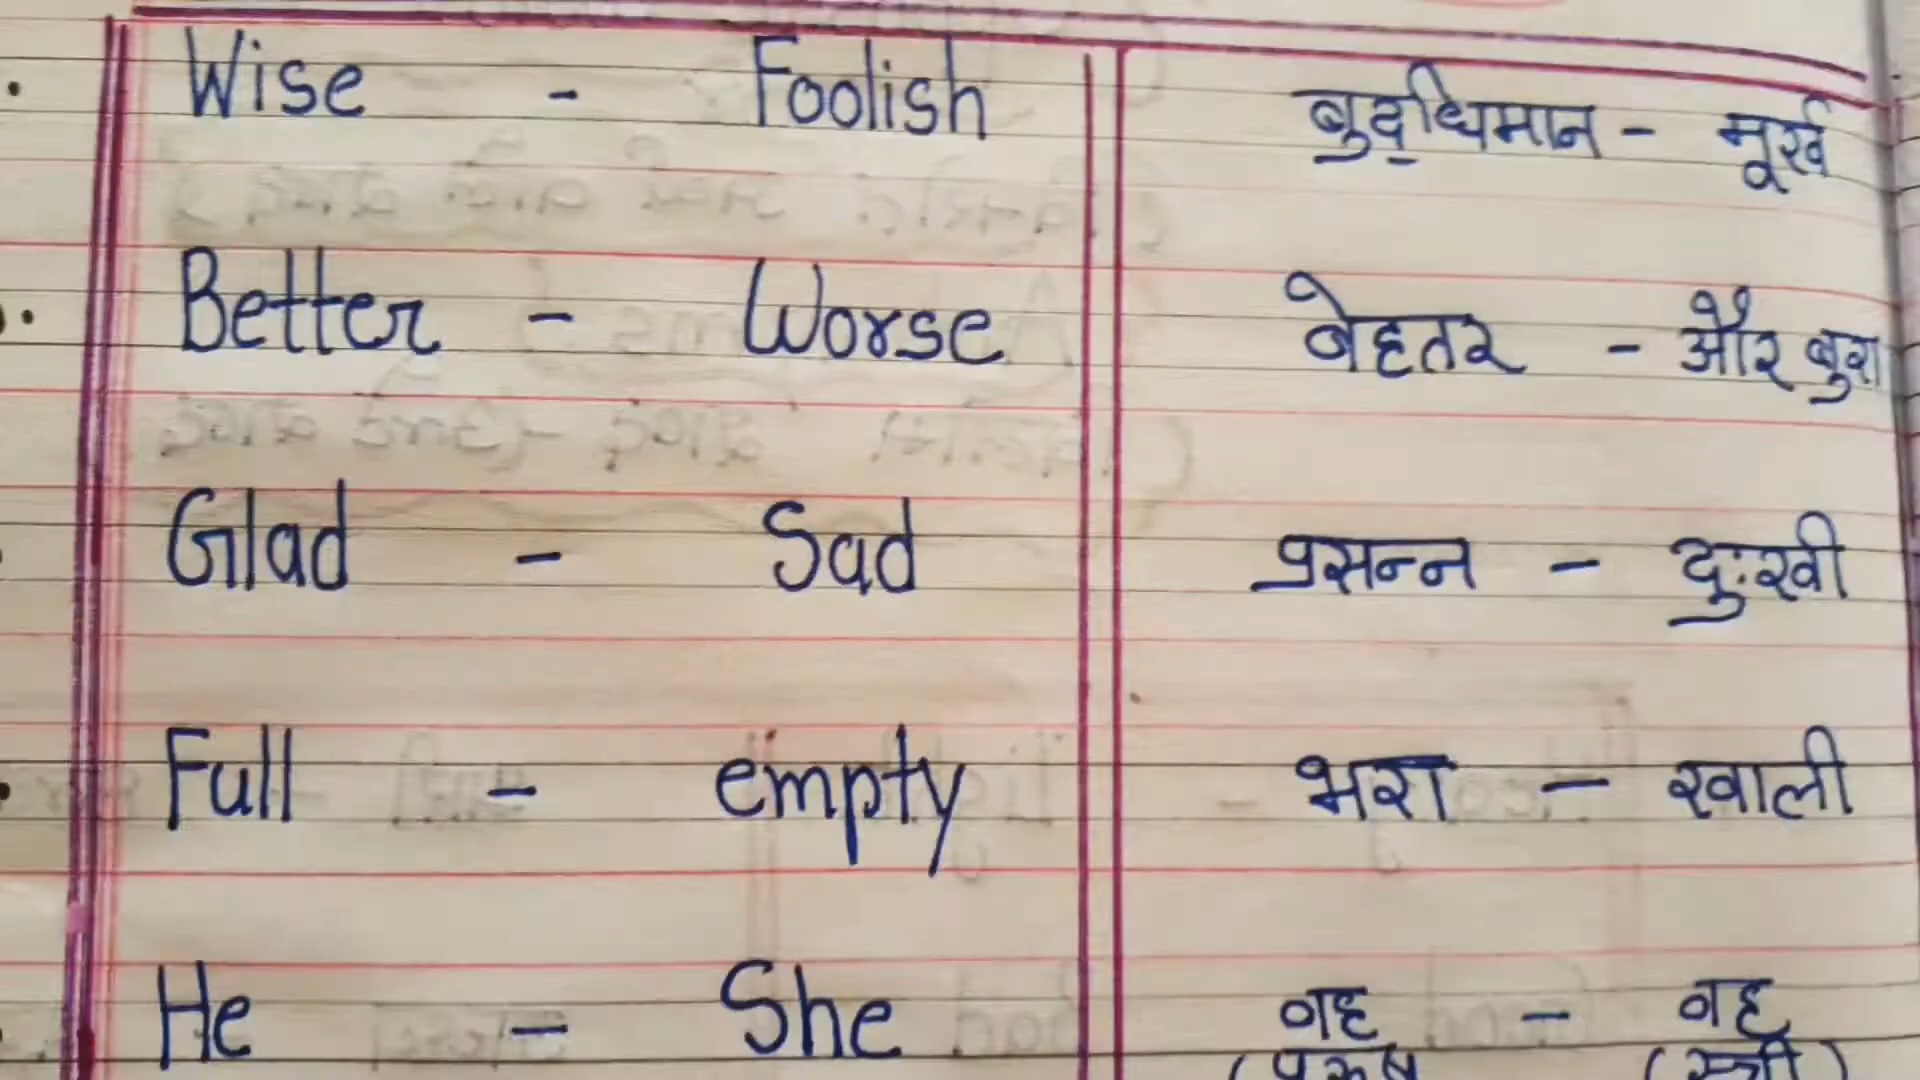 Wise - Foolish बुद्धिमान - मूर्ख
Better - Worse बेहतर - और बुरा
Glad - Sad प्रसन्न - दुःखी
Full - empty भरा - खाली
He - She वह - वह
(पुरुष (स्त्री)